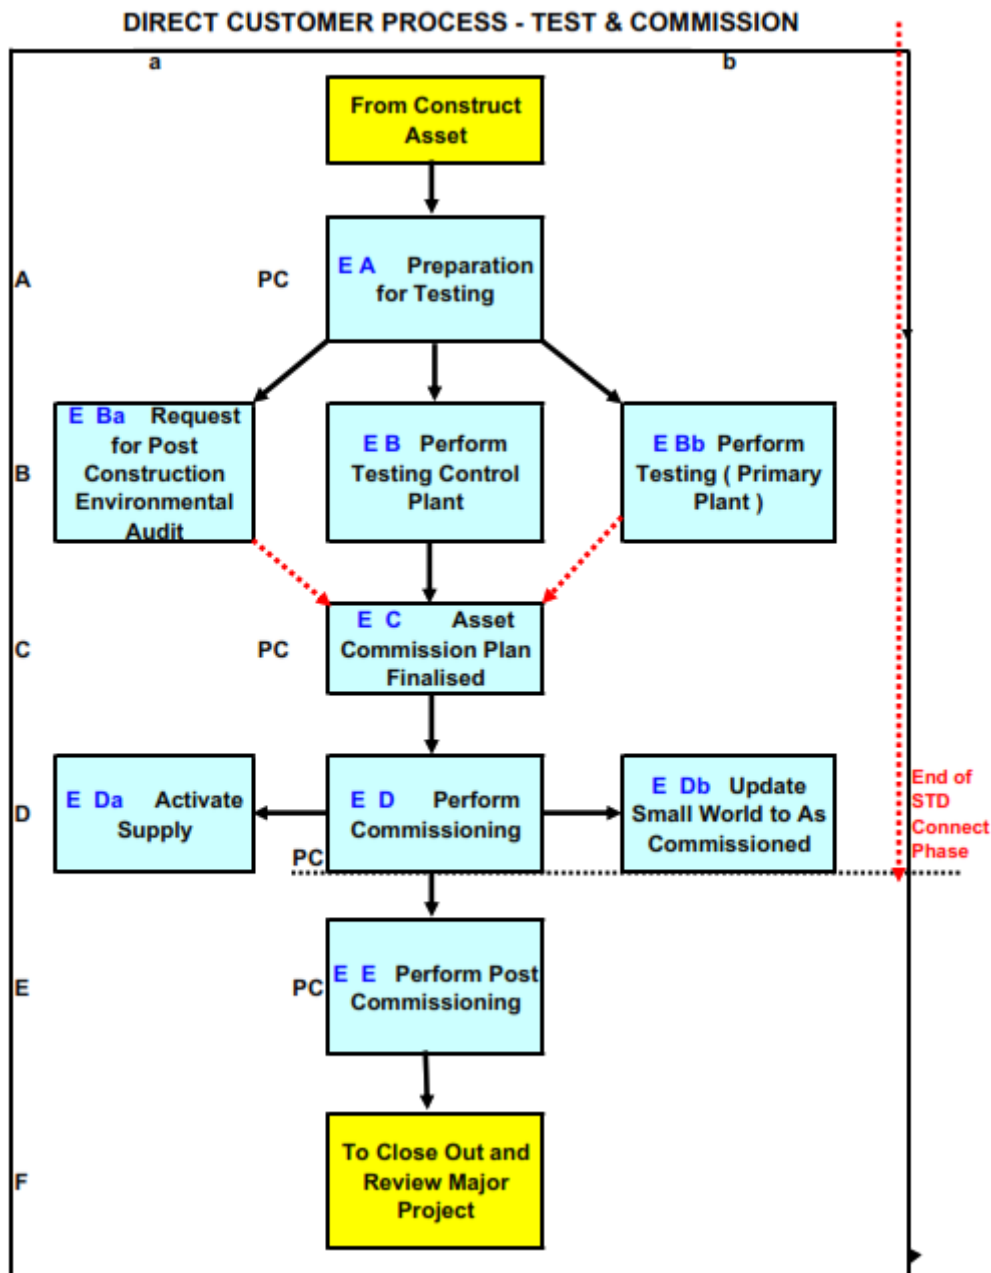 DIRECT CUSTOMER PROCESS - TEST & COMMISSION
a
b
From Construct
Asset
A
PC
E A Preparation
for Testing
B
E Ba Request
for Post
Construction
Environmental
Audit
E B Perform
Testing Control
Plant
E Bb Perform
Testing ( Primary
Plant )
C
PC
E C Asset
Commission Plan
Finalised
D
E Da Activate
Supply
PC
E D Perform
Commissioning
E Db Update
Small World to As
Commissioned
End of
STD
Connect
Phase
E
PC
E E Perform Post
Commissioning
F
To Close Out and
Review Major
Project